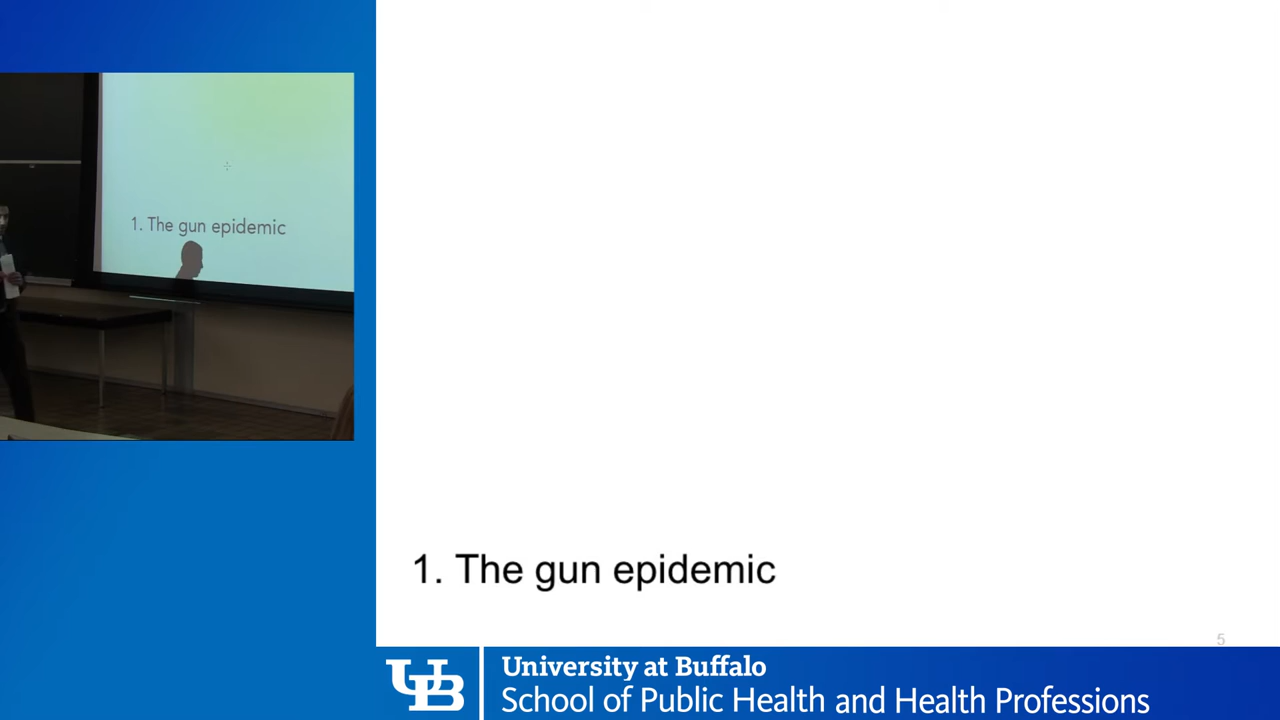 1. The gun epidemic
1. The gun epidemic
5
UB
University at Buffalo
School of Public Health and Health Professions